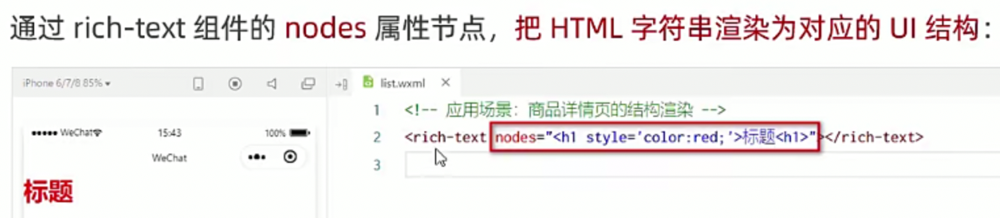 通过 rich-text 组件的 nodes 属性节点，把 HTML 字符串渲染为对应的 UI 结构：
iPhone 6/7/8 85%
list.wxml
1 <!-- 应用场景：商品详情页的结构渲染 -->
2 <rich-text nodes="<h1 style='color:red;'>标题<h1>"></rich-text>
3
WeChat 15:43 100%
WeChat
标题